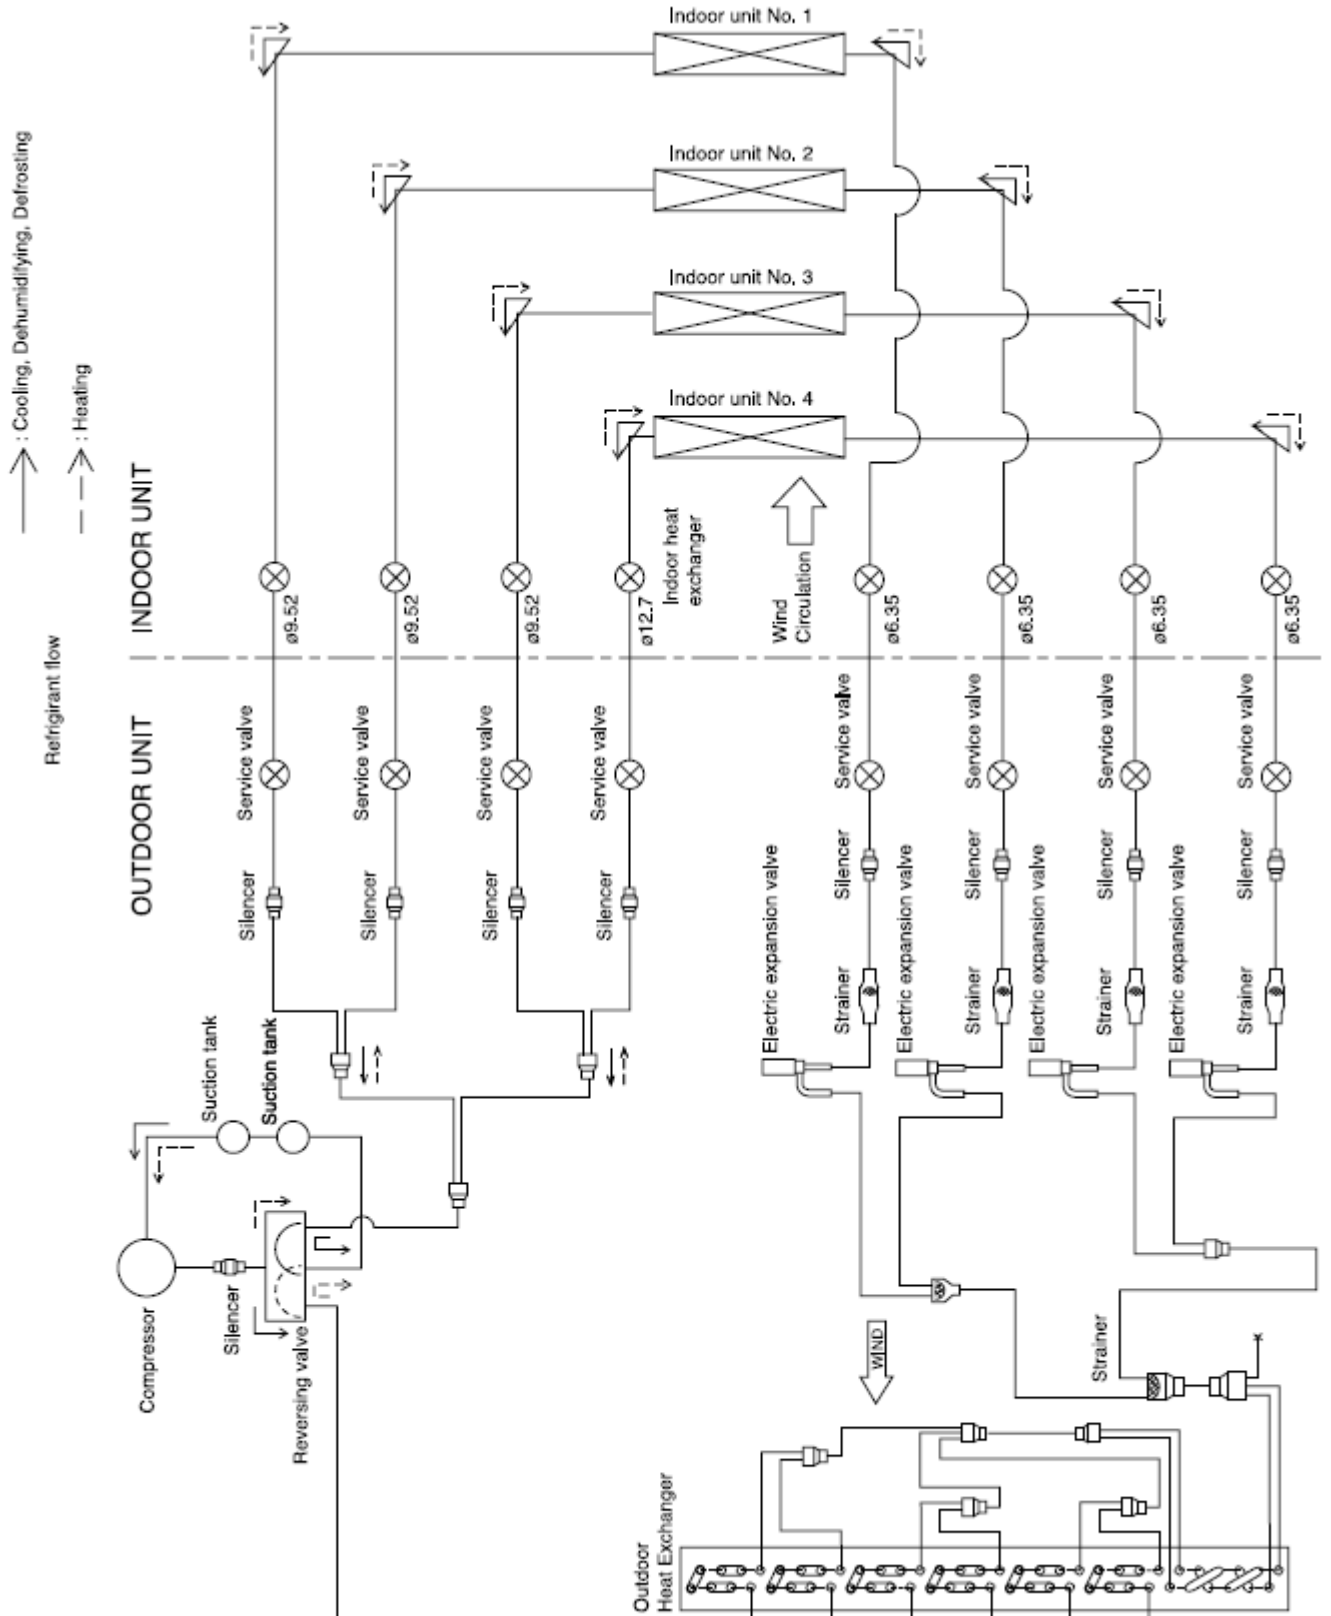 Indoor unit No. 1
Indoor unit No. 2
Indoor unit No. 3
Indoor unit No. 4
: Cooling, Dehumidifying, Defrosting
: Heating
Refrigirant flow
INDOOR UNIT
OUTDOOR UNIT
ø9.52
ø9.52
ø9.52
ø12.7
Indoor heat
exchanger
Wind
Circulation
ø6.35
ø6.35
ø6.35
ø6.35
Service valve
Service valve
Service valve
Service valve
Service valve
Service valve
Service valve
Service valve
Silencer
Silencer
Silencer
Silencer
Silencer
Silencer
Silencer
Silencer
Electric expansion valve
Electric expansion valve
Electric expansion valve
Electric expansion valve
Strainer
Strainer
Strainer
Strainer
Suction tank
Suction tank
Compressor
Silencer
Reversing valve
WIND
Strainer
Outdoor
Heat Exchanger